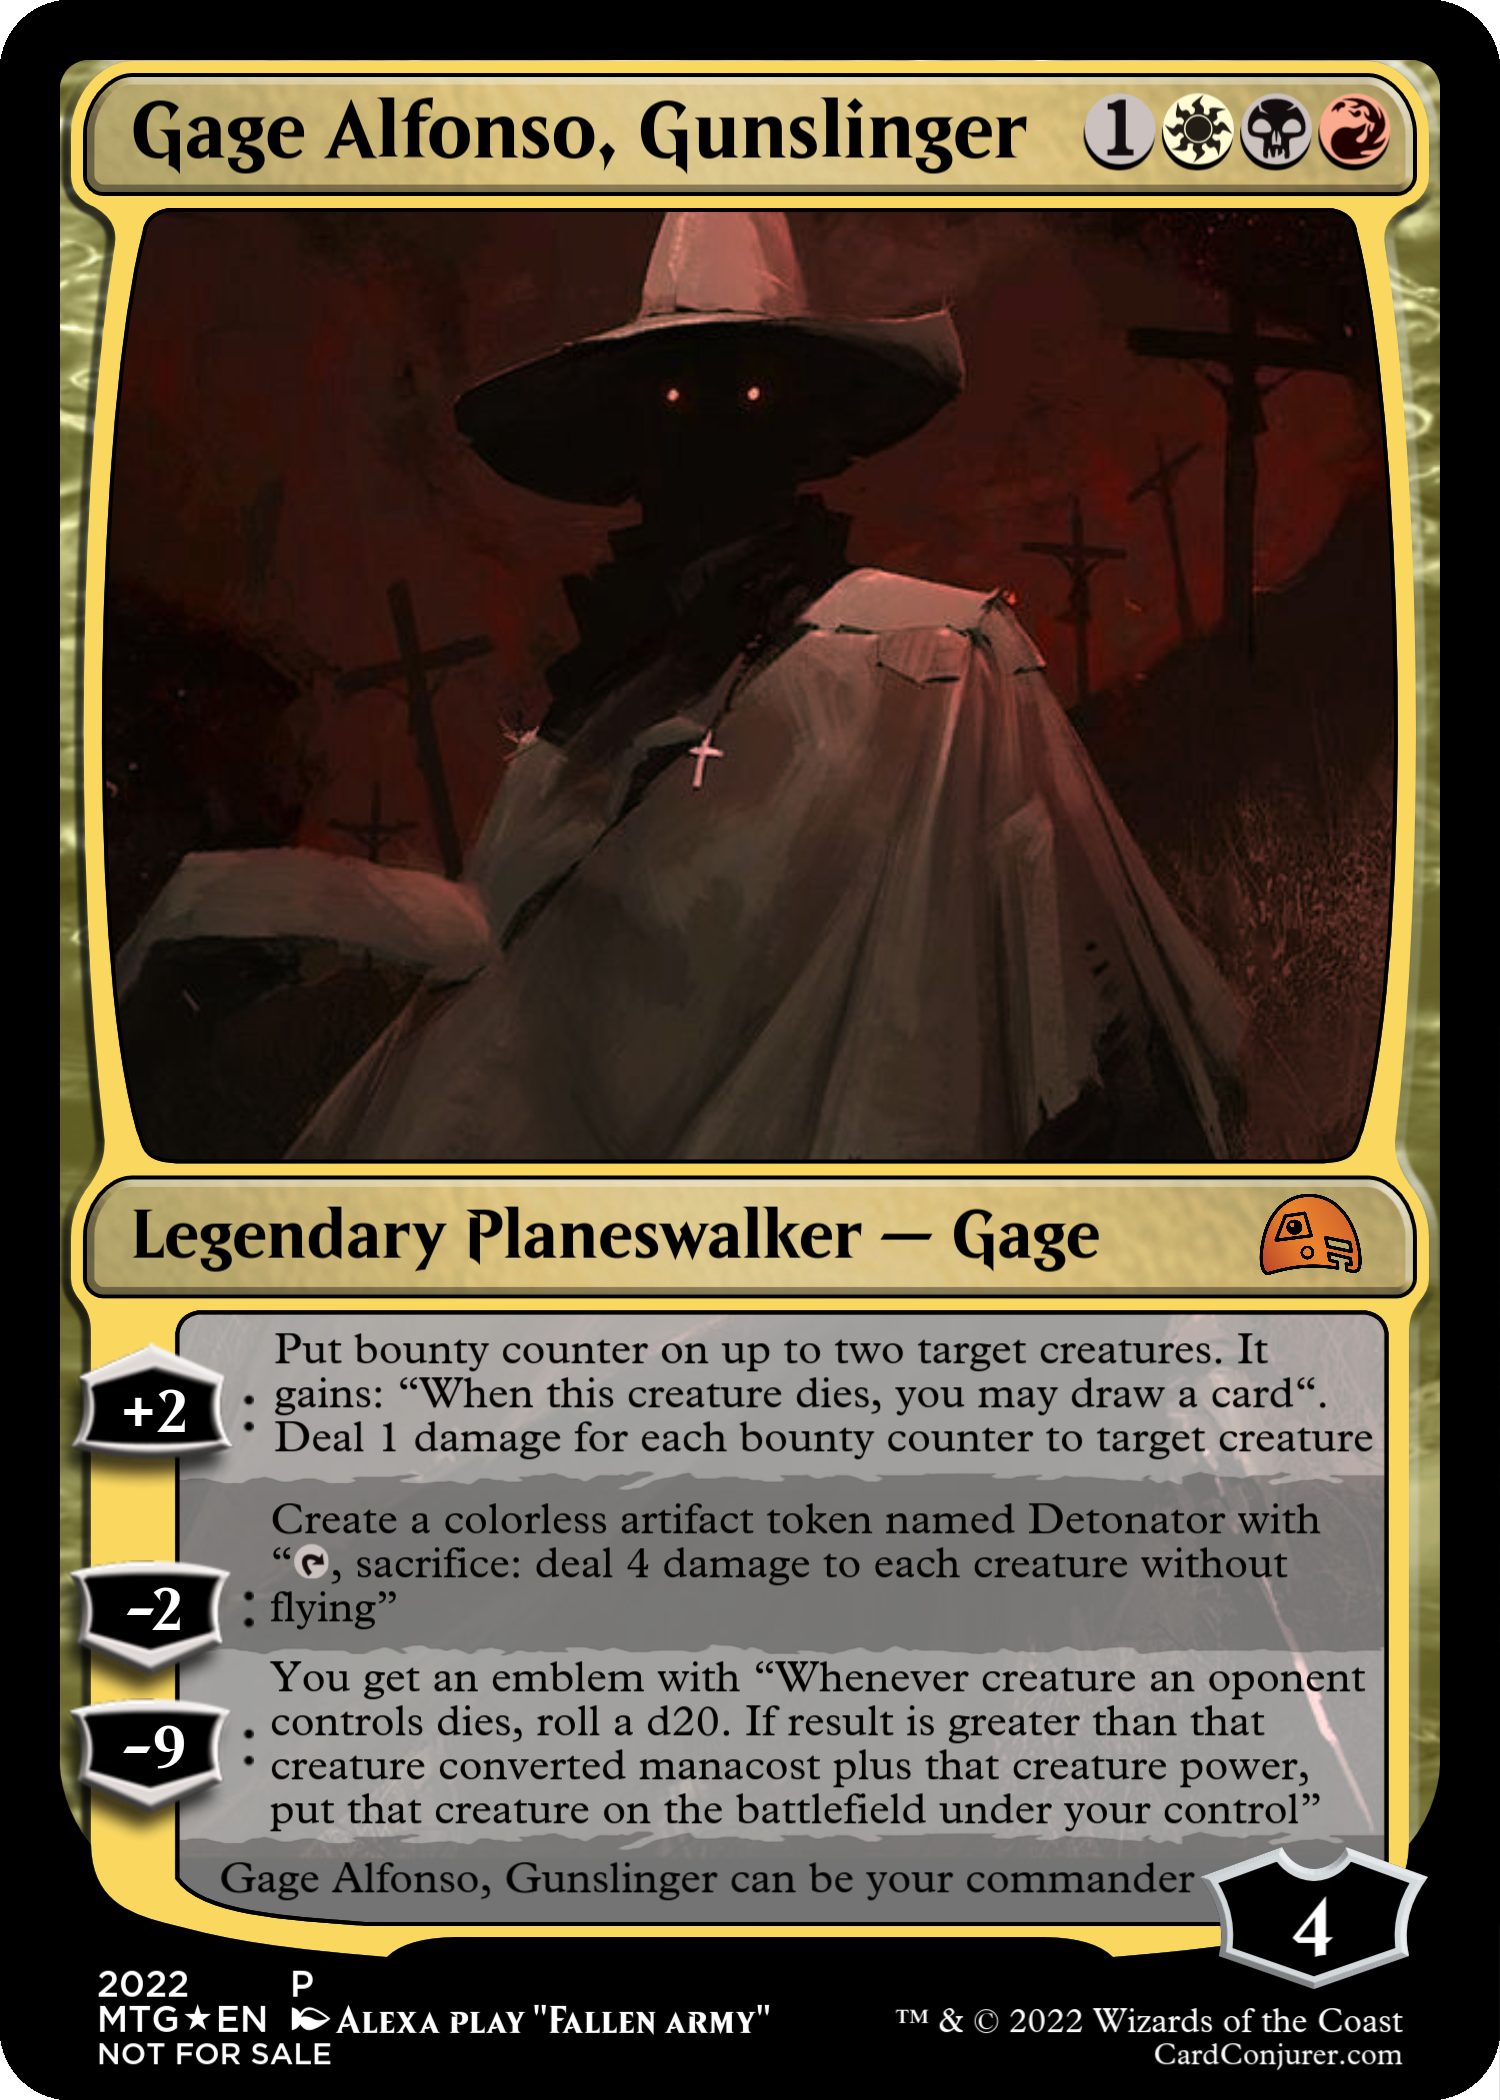 Gage Alfonso, Gunslinger 1
Legendary Planeswalker — Gage
+2 : Put bounty counter on up to two target creatures. It
gains: “When this creature dies, you may draw a card“.
Deal 1 damage for each bounty counter to target creature
Create a colorless artifact token named Detonator with
“, sacrifice: deal 4 damage to each creature without
−2 : flying”
You get an emblem with “Whenever creature an oponent
−9 : controls dies, roll a d20. If result is greater than that
creature converted manacost plus that creature power,
put that creature on the battlefield under your control”
Gage Alfonso, Gunslinger can be your commander
4
2022 P
MTG★EN ALEXA PLAY "FALLEN ARMY"
NOT FOR SALE
™ & © 2022 Wizards of the Coast
CardConjurer.com